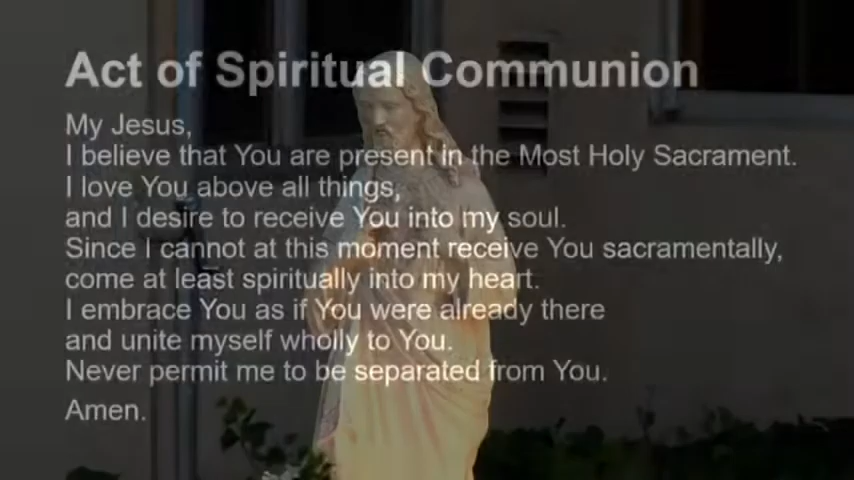 Act of Spiritual Communion
My Jesus,
I believe that You are present in the Most Holy Sacrament.
I love You above all things,
and I desire to receive You into my soul.
Since I cannot at this moment receive You sacramentally,
come at least spiritually into my heart.
I embrace You as if You were already there
and unite myself wholly to You.
Never permit me to be separated from You.
Amen.